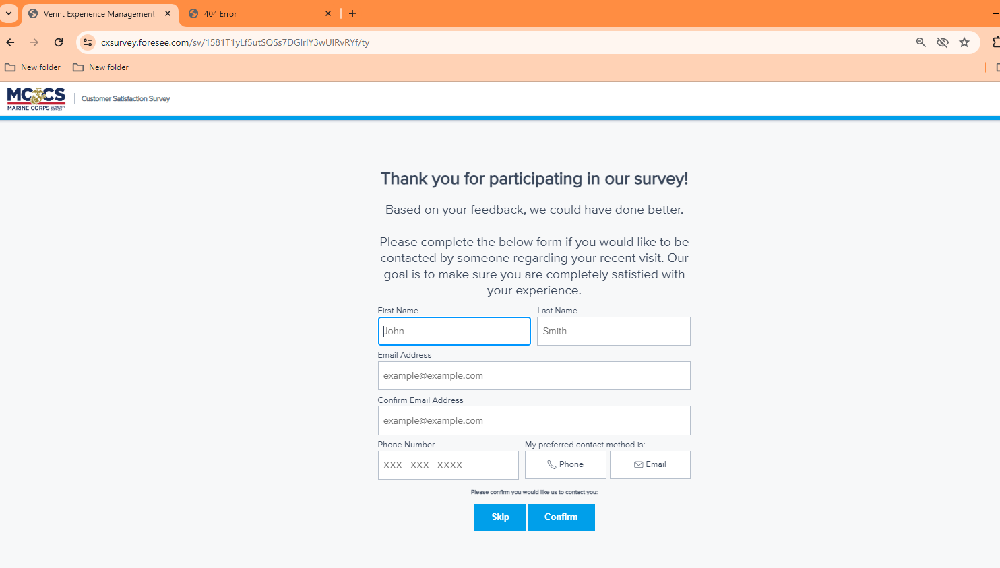 Verint Experience Management
404 Error
cxsurvey.foresee.com/sv/1581T1yLf5utSQSs7DGlrlY3wUlRvRYf/ty
New folder
New folder
MCCS
MARINE CORPS COMMUNITY SERVICES
Customer Satisfaction Survey
Thank you for participating in our survey!
Based on your feedback, we could have done better.
Please complete the below form if you would like to be
contacted by someone regarding your recent visit. Our
goal is to make sure you are completely satisfied with
your experience.
First Name
Last Name
John
Smith
Email Address
example@example.com
Confirm Email Address
example@example.com
Phone Number
My preferred contact method is:
XXX - XXX - XXXX
Phone
Email
Please confirm you would like us to contact you:
Skip
Confirm